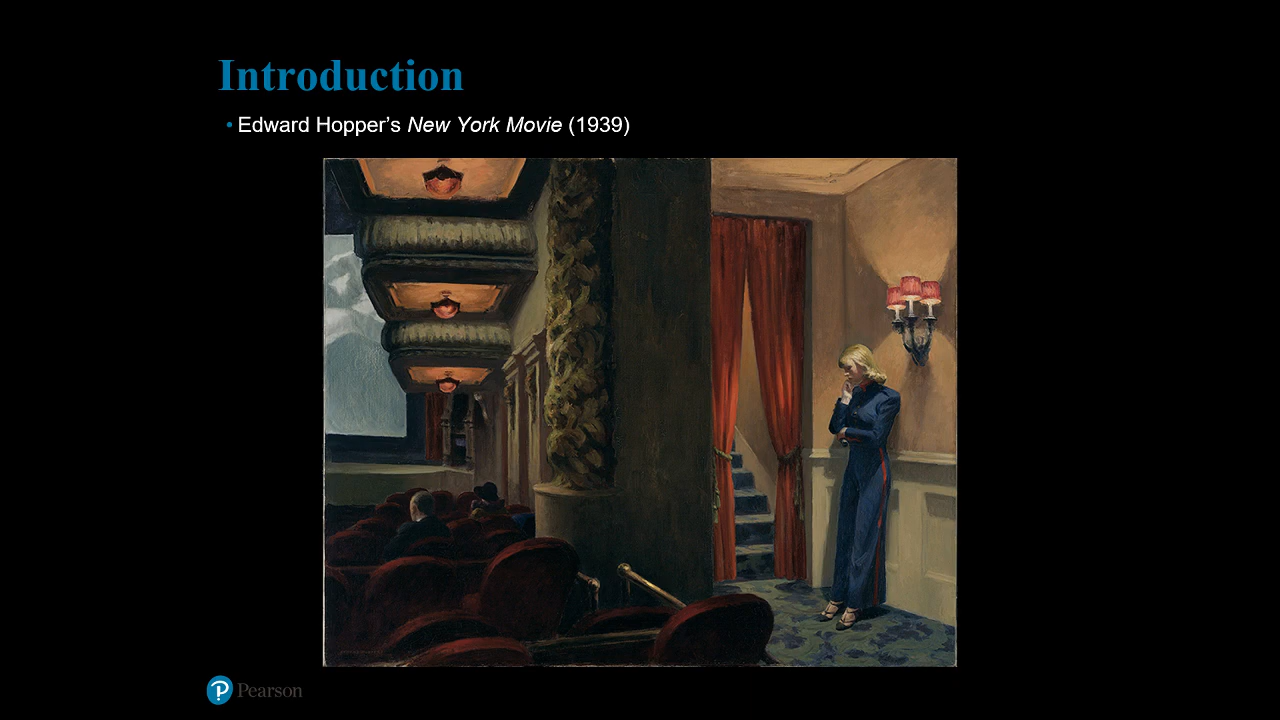 Introduction
• Edward Hopper’s New York Movie (1939)
Pearson